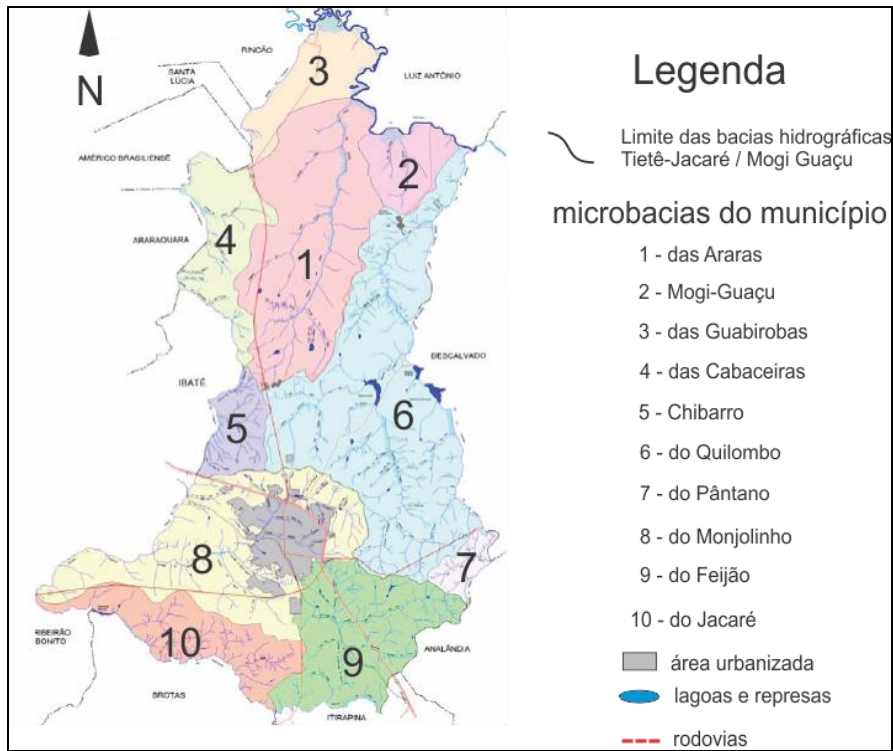 RINCÃO
SANTA
LÚCIA
LUIZ ANTÔNIO
N
3
AMÉRICO BRASILIENSE
2
ARARAQUARA
4
1
DESCALVADO
IBATÉ
6
5
8
7
RIBEIRÃO
BONITO
10
9
ANALÂNDIA
BROTAS
ITIRAPINA
Legenda
Limite das bacias hidrográficas
Tietê-Jacaré / Mogi Guaçu
microbacias do município
1 - das Araras
2 - Mogi-Guaçu
3 - das Guabirobas
4 - das Cabaceiras
5 - Chibarro
6 - do Quilombo
7 - do Pântano
8 - do Monjolinho
9 - do Feijão
10 - do Jacaré
área urbanizada
lagoas e represas
rodovias